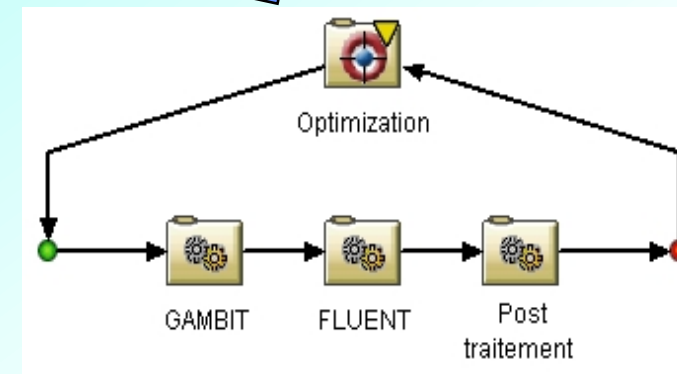 Optimization
GAMBIT
FLUENT
Post
traitement